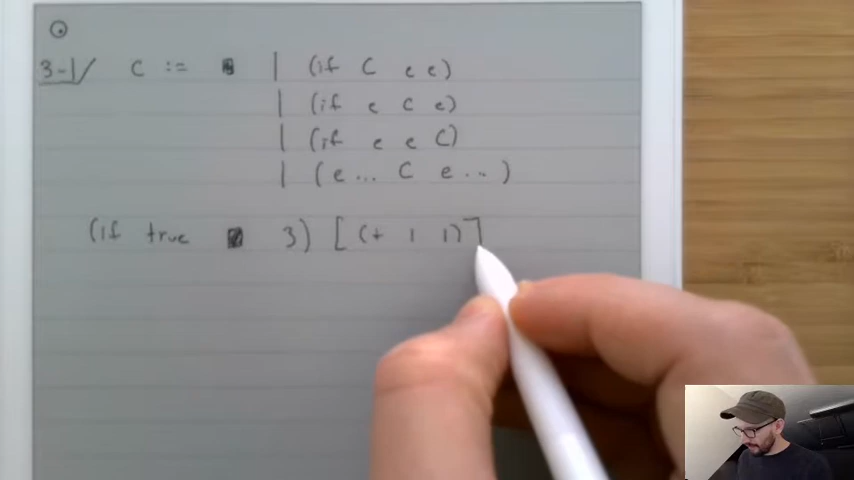 3-1/ C := ■ | (if C e e)
| (if e C e)
| (if e e C)
| (e ... C e ... )
(if true ■ 3) [(+ 1 1)]